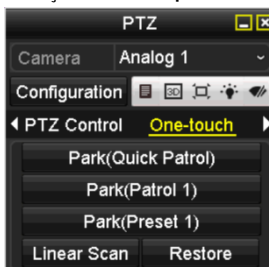 PTZ
Camera Analog 1
Configuration 3D
PTZ Control One-touch
Park(Quick Patrol)
Park(Patrol 1)
Park(Preset 1)
Linear Scan Restore